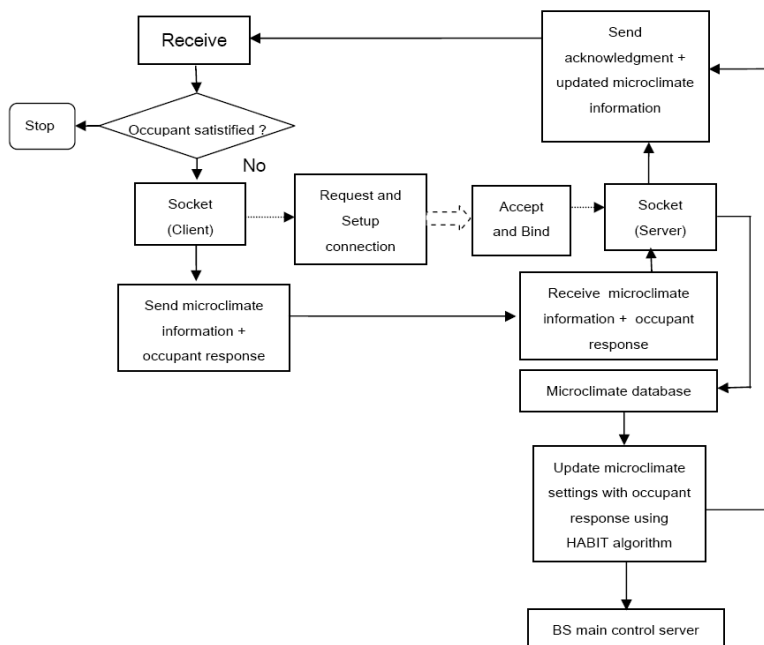 Receive
Send
acknowledgment +
updated microclimate
information
Stop
Occupant satistified ?
No
Socket
(Client)
Request and
Setup
connection
Accept
and Bind
Socket
(Server)
Send microclimate
information +
occupant response
Receive microclimate
information + occupant
response
Microclimate database
Update microclimate
settings with occupant
response using
HABIT algorithm
BS main control server